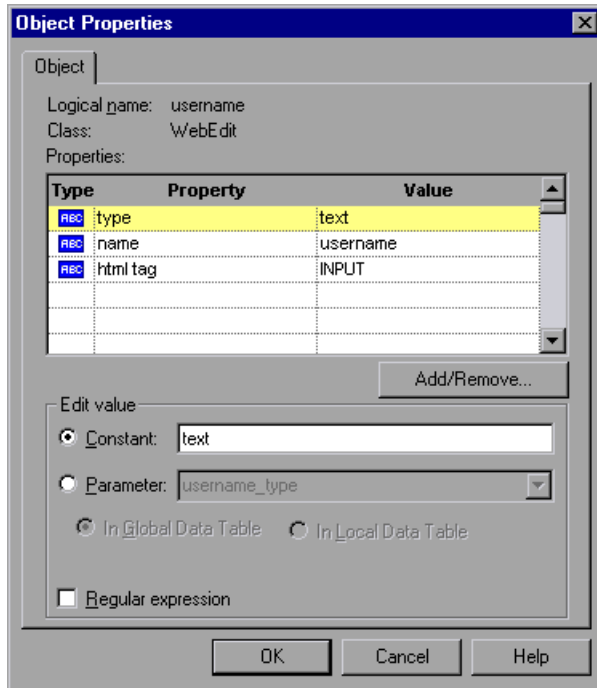 Object Properties
Object
Logical name: username
Class: WebEdit
Properties:
Type Property Value
ABC type text
ABC name username
ABC html tag INPUT
Add/Remove...
Edit value
Constant: text
Parameter: username_type
In Global Data Table In Local Data Table
Regular expression
OK Cancel Help